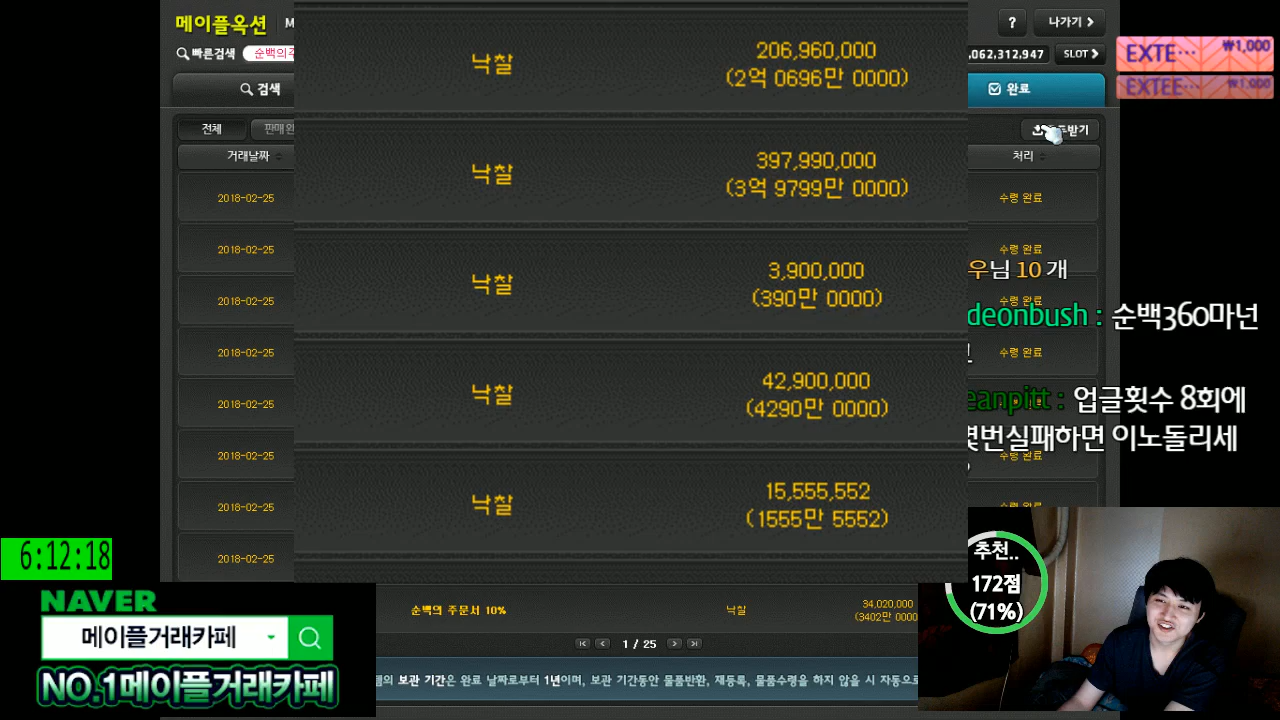 메이플옥션
M
?
나가기
빠른검색
순백의
,062,312,947
SLOT
EXTE…
₩1,000
EXTEE…
₩1,000
검색
완료
전체
판매 완
받기
거래날짜
처리
2018-02-25
수령 완료
2018-02-25
수령 완료
2018-02-25
수령 완료
2018-02-25
수령 완료
2018-02-25
2018-02-25
수령 완료
2018-02-25
수령 완료
2018-02-25
낙찰
206,960,000
(2억 0696만 0000)
낙찰
397,990,000
(3억 9799만 0000)
낙찰
3,900,000
(390만 0000)
낙찰
42,900,000
(4290만 0000)
낙찰
15,555,552
(1555만 5552)
우님 10 개
deonbush : 순백360마넌
eanpitt : 업글횟수 8회에
몇번실패하면 이노돌리세
6:12:18
NAVER
메이플거래카페
NO.1메이플거래카페
순백의 주문서 10%
낙찰
34,020,000
(3402만 0000
1 / 25
의 보관 기간은 완료 날짜로부터 1년이며, 보관 기간동안 물품반환, 재등록, 물품수령을 하지 않을 시 자동으로
추천..
172점
(71%)